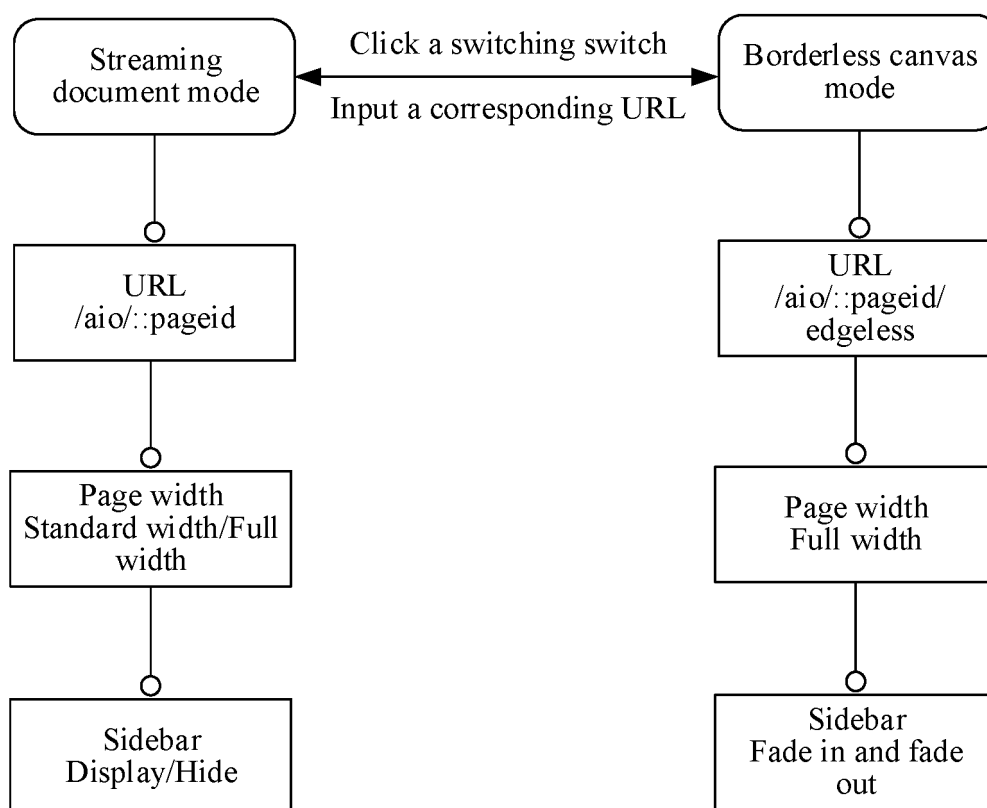 Streaming
document mode
Click a switching switch
Input a corresponding URL
Borderless canvas
mode
URL
/aio/::pageid
URL
/aio/::pageid/
edgeless
Page width
Standard width/Full
width
Page width
Full width
Sidebar
Display/Hide
Sidebar
Fade in and fade
out